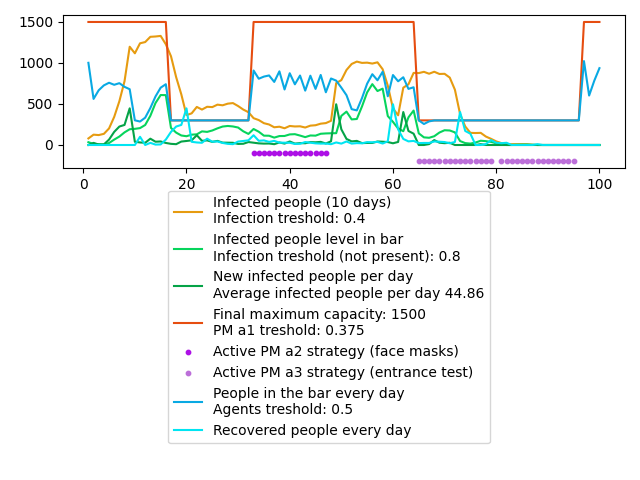 1500
1000
500
0
0 20 40 60 80 100
Infected people (10 days)
Infection treshold: 0.4
Infected people level in bar
Infection treshold (not present): 0.8
New infected people per day
Average infected people per day 44.86
Final maximum capacity: 1500
PM a1 treshold: 0.375
Active PM a2 strategy (face masks)
Active PM a3 strategy (entrance test)
People in the bar every day
Agents treshold: 0.5
Recovered people every day